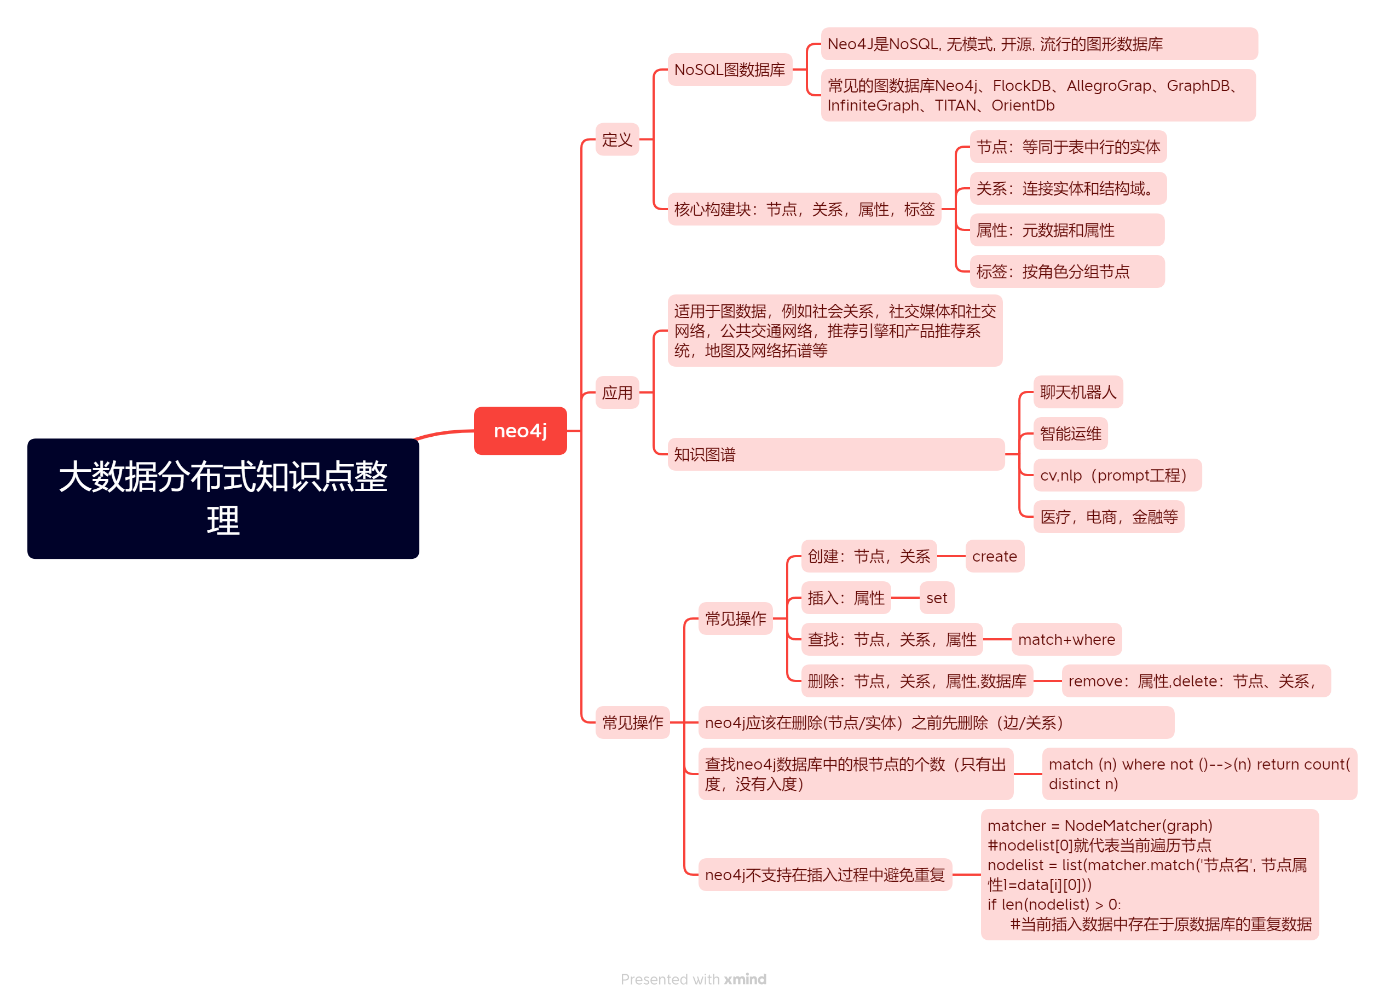 大数据分布式知识点整
理
neo4j
定义
NoSQL图数据库
Neo4J是NoSQL, 无模式, 开源, 流行的图形数据库
常见的图数据库Neo4j、FlockDB、AllegroGrap、GraphDB、
InfiniteGraph、TITAN、OrientDb
核心构建块：节点，关系，属性，标签
节点：等同于表中行的实体
关系：连接实体和结构域。
属性：元数据和属性
标签：按角色分组节点
应用
适用于图数据，例如社会关系，社交媒体和社交
网络，公共交通网络，推荐引擎和产品推荐系
统，地图及网络拓谱等
知识图谱
聊天机器人
智能运维
cv,nlp（prompt工程）
医疗，电商，金融等
常见操作
常见操作
创建：节点，关系
create
插入：属性
set
查找：节点，关系，属性
match+where
删除：节点，关系，属性,数据库
remove：属性,delete：节点、关系，
neo4j应该在删除(节点/实体）之前先删除（边/关系）
查找neo4j数据库中的根节点的个数（只有出
度，没有入度）
match (n) where not ()-->(n) return count(
distinct n)
neo4j不支持在插入过程中避免重复
matcher = NodeMatcher(graph)
#nodelist[0]就代表当前遍历节点
nodelist = list(matcher.match('节点名', 节点属
性1=data[i][0]))
if len(nodelist) > 0:
#当前插入数据中存在于原数据库的重复数据
Presented with xmind